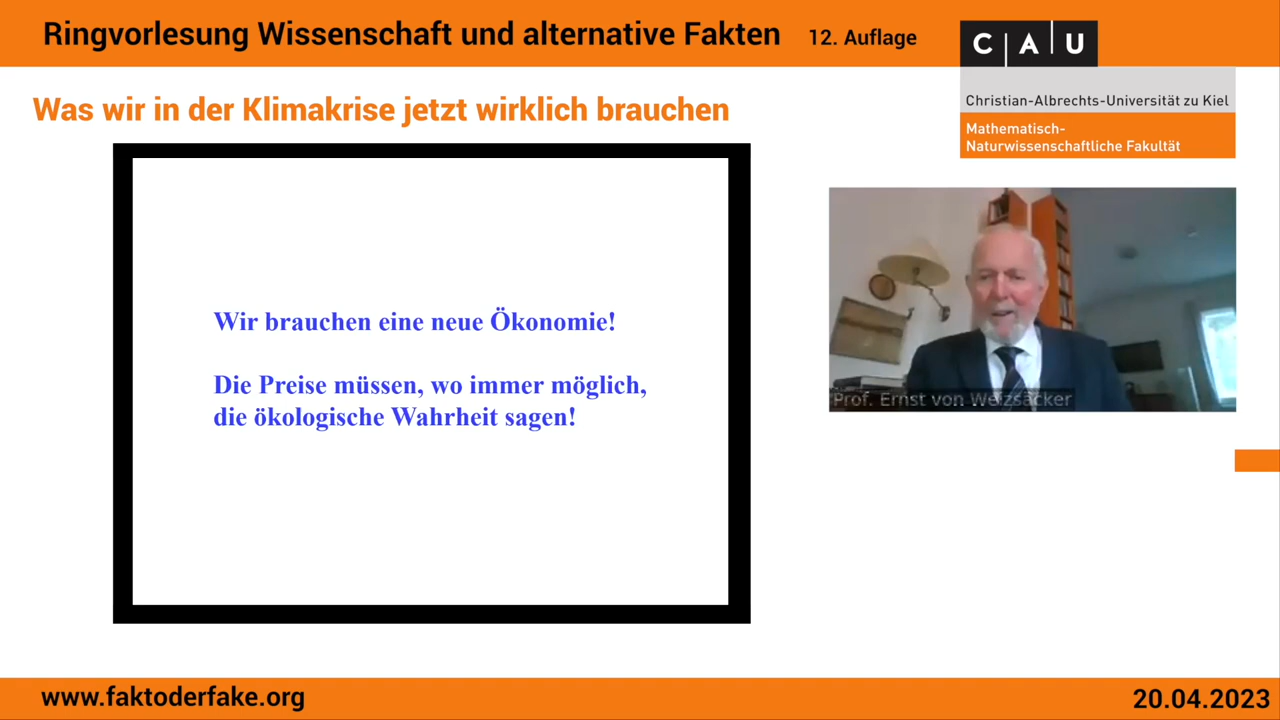 Ringvorlesung Wissenschaft und alternative Fakten 12. Auflage
CAU
Christian-Albrechts-Universität zu Kiel
Mathematisch-
Naturwissenschaftliche Fakultät
Was wir in der Klimakrise jetzt wirklich brauchen
Wir brauchen eine neue Ökonomie!
Die Preise müssen, wo immer möglich,
die ökologische Wahrheit sagen!
Prof. Ernst von Weizsäcker
www.faktoderfake.org
20.04.2023